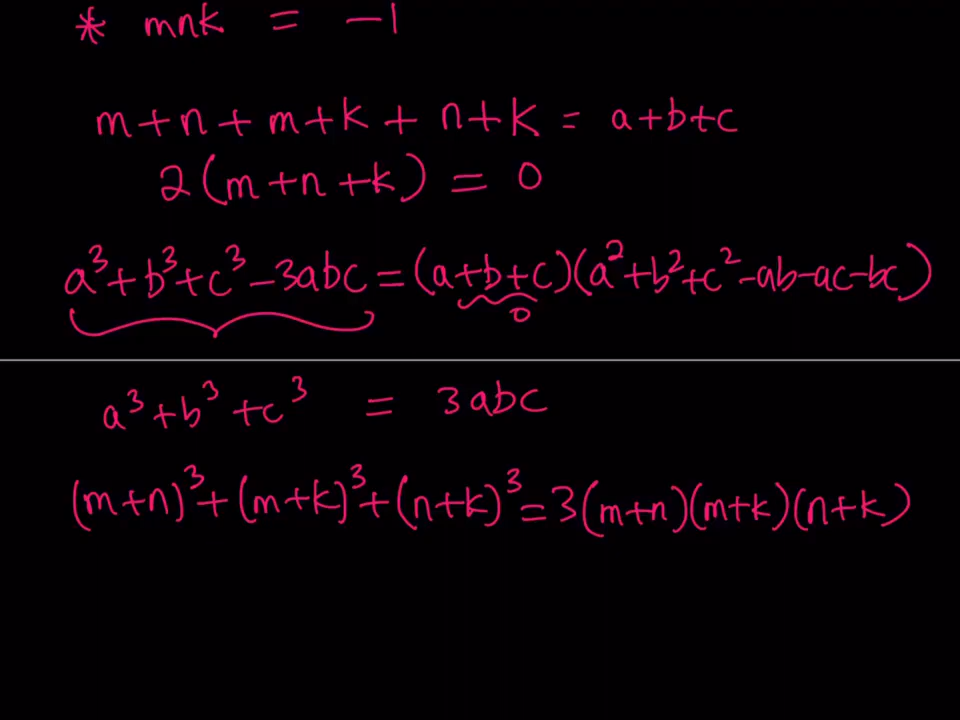 * mnk = -1
m+n+m+k+n+k = a+b+c
2(m+n+k) = 0
a³+b³+c³-3abc=(a+b+c)(a²+b²+c²-ab-ac-bc)
0
a³+b³+c³ = 3abc
(m+n)³+(m+k)³+(n+k)³=3(m+n)(m+k)(n+k)